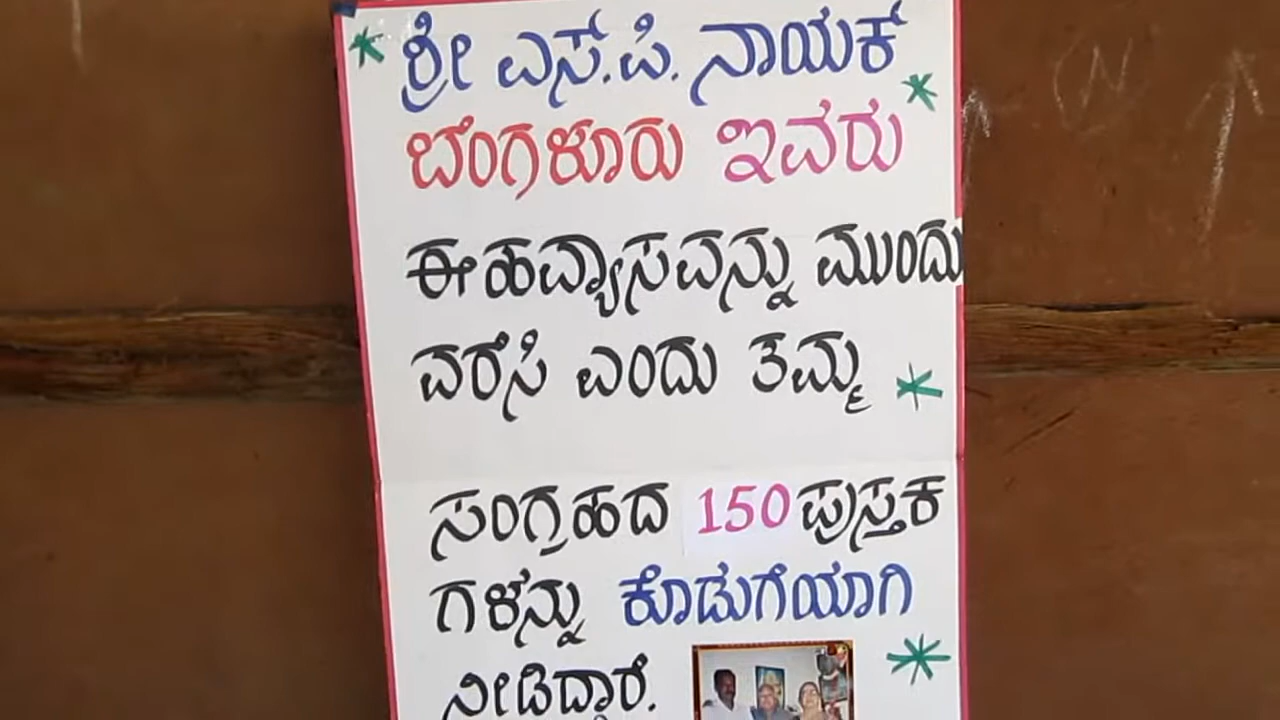 ಶ್ರೀ ಎಸ್.ಪಿ. ನಾಯಕ್
ಬೆಂಗಳೂರು ಇವರು
ಈ ಹವ್ಯಾಸವನ್ನು ಮುಂದು
ವರೆಸಿ ಎಂದು ತಮ್ಮ
ಸಂಗ್ರಹದ 150 ಪುಸ್ತಕ
ಗಳನ್ನು ಕೊಡುಗೆಯಾಗಿ
ನೀಡಿದ್ದಾರೆ.